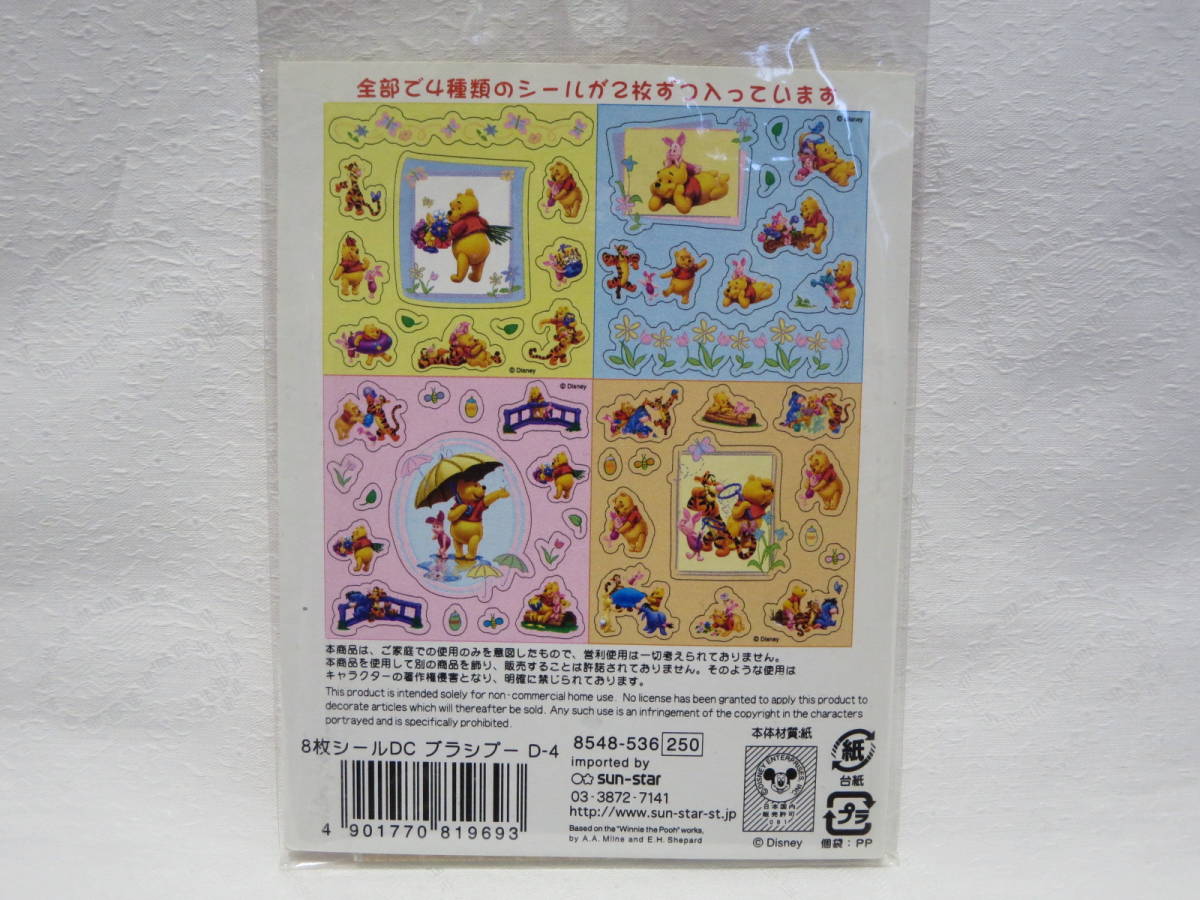 全部で4種類のシールが2枚ずつ入っています
© Disney
© Disney
© Disney
© Disney
本商品は、ご家庭での使用のみを意図したもので、営利使用は一切考えられておりません。
本商品を使用して別の商品を飾り、販売することは許諾されておりません。そのような使用は
キャラクターの著作権侵害となり、明確に禁じられております。
This product is intended solely for non-commercial home use. No license has been granted to apply this product to
decorate articles which will thereafter be sold. Any such use is an infringement of the copyright in the characters
portrayed and is specifically prohibited.
8枚シールDC ブラシプー D-4
4 901770 819693
8548-536 250
imported by
sun-star
03-3872-7141
http://www.sun-star-st.jp
Based on the "Winnie the Pooh" works,
by A.A. Milne and E.H. Shepard
本体材質:紙
©DISNEY ENTERPRISES, INC
日本国内
販売許可
© Disney
紙
台紙
プラ
個袋:PP